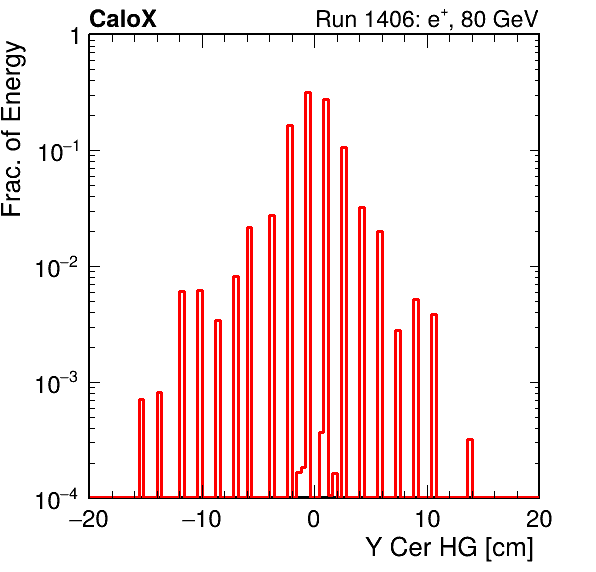 CaloX Run 1406: e⁺, 80 GeV
Frac. of Energy
1
10⁻¹
10⁻²
10⁻³
10⁻⁴
−20 −10 0 10 20
Y Cer HG [cm]